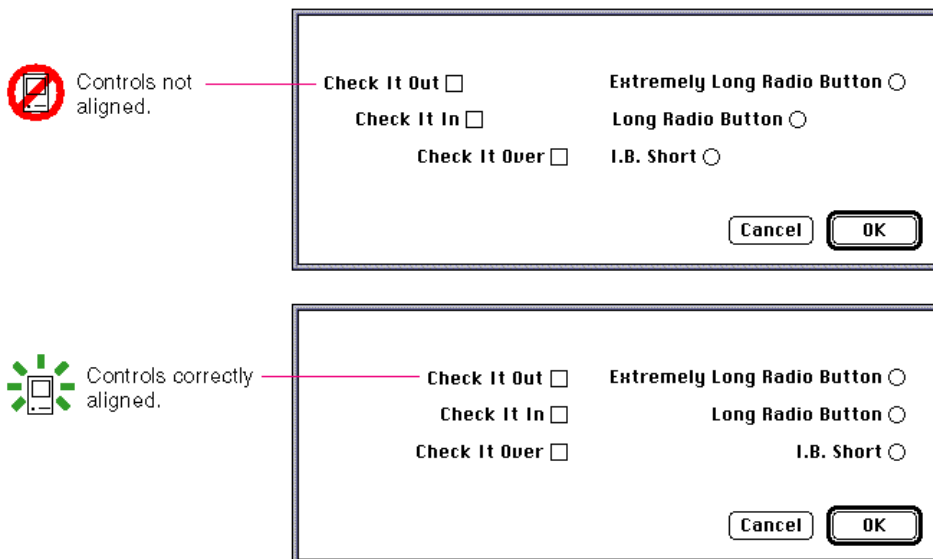 Controls not
aligned.
Check It Out
Extremely Long Radio Button
Check It In
Long Radio Button
Check It Over
I.B. Short
Cancel
OK
Controls correctly
aligned.
Check It Out
Extremely Long Radio Button
Check It In
Long Radio Button
Check It Over
I.B. Short
Cancel
OK